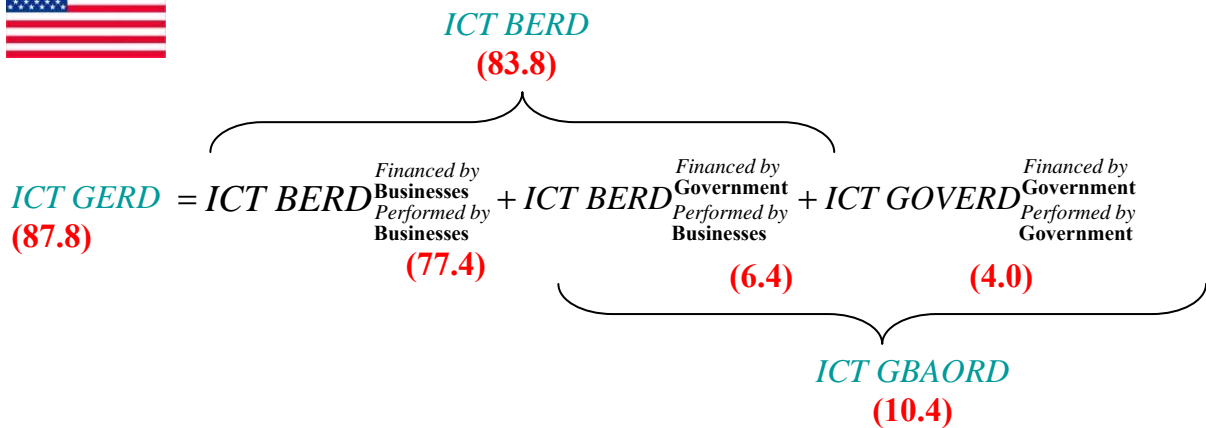 ICT BERD
(83.8)
ICT GERD = ICT BERD Financed by Businesses Performed by Businesses + ICT BERD Financed by Government Performed by Businesses + ICT GOVERD Financed by Government Performed by Government
(87.8) (77.4) (6.4) (4.0)
ICT GBAORD
(10.4)